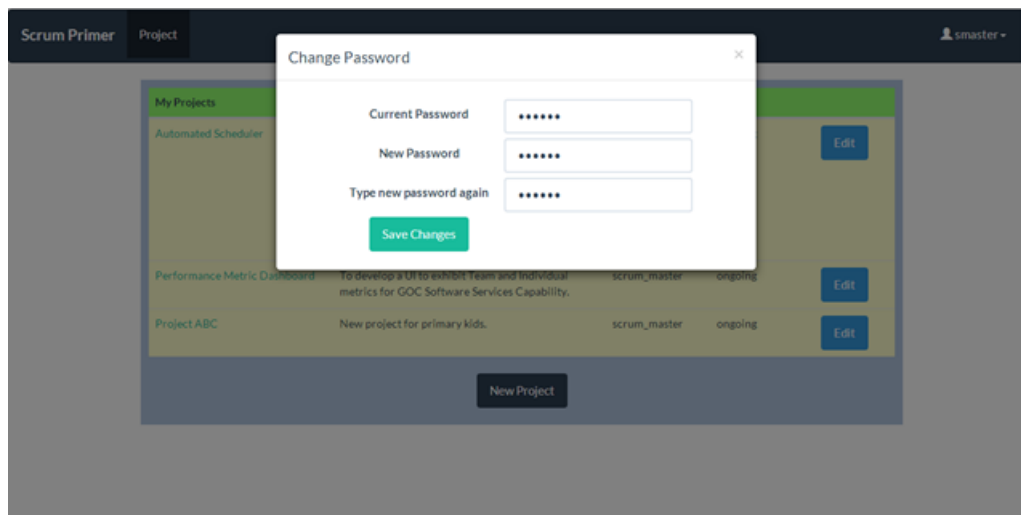 Scrum Primer Project smaster
Change Password ×
My Projects
Current Password ••••••
Automated Scheduler Edit
New Password ••••••
Type new password again ••••••
Save Changes
Performance Metric Dashboard To develop a UI to exhibit Team and Individual scrum_master ongoing Edit
metrics for GOC Software Services Capability.
Project ABC New project for primary kids. scrum_master ongoing Edit
New Project